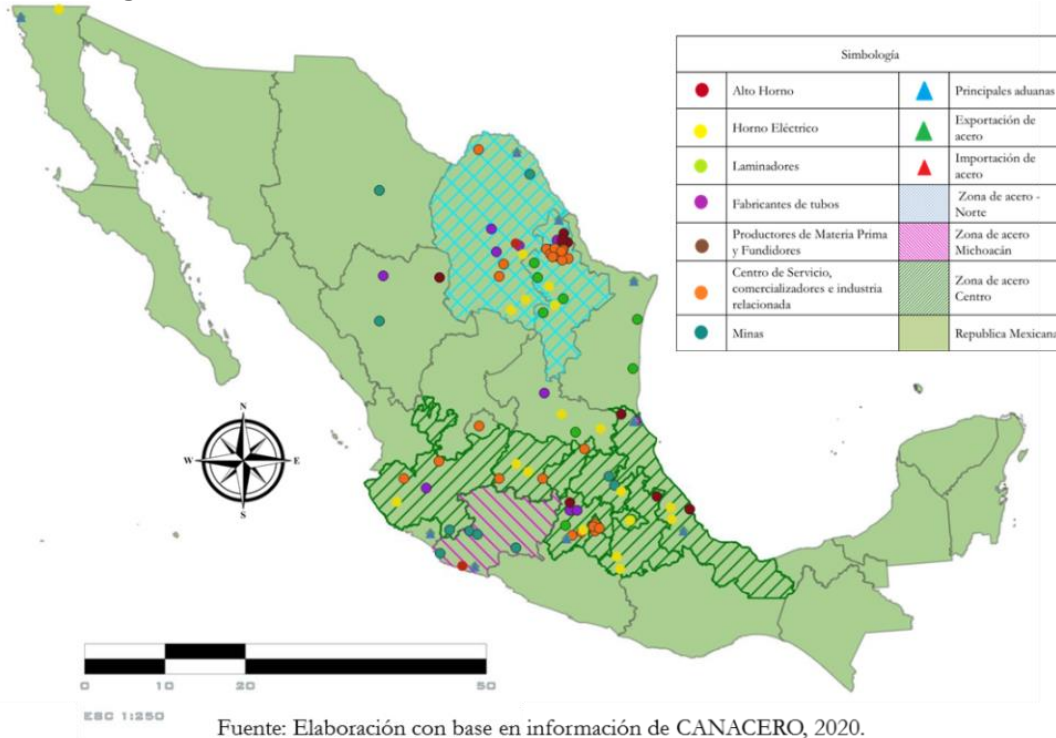 Simbología
Alto Horno
Principales aduanas
Horno Eléctrico
Exportación de
acero
Laminadores
Importación de
acero
Fabricantes de tubos
Zona de acero -
Norte
Productores de Materia Prima
y Fundidores
Zona de acero
Michoacán
Centro de Servicio,
comercializadores e industria
relacionada
Zona de acero
Centro
Minas
Republica Mexicana
N
W
E
S
0 10 20 50
ESC 1:250
Fuente: Elaboración con base en información de CANACERO, 2020.